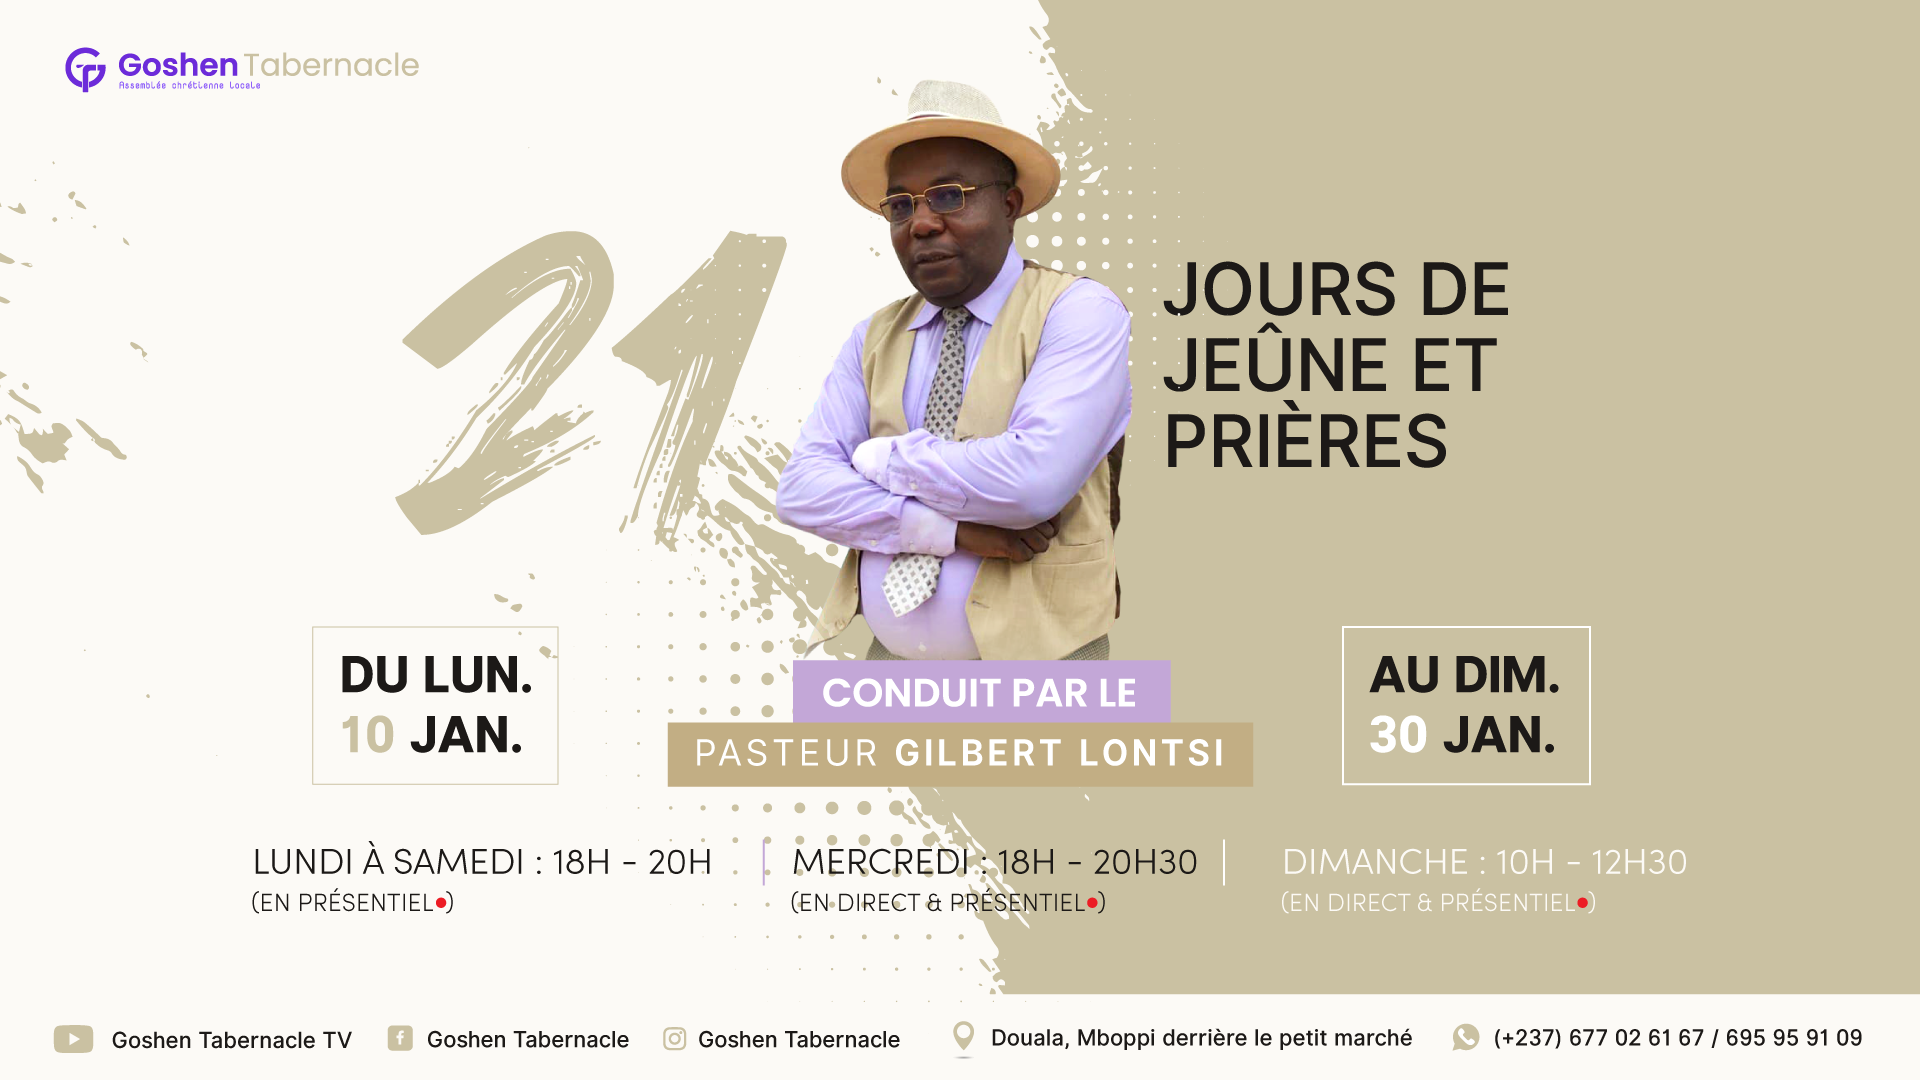 Goshen Tabernacle
Assemblée chrétienne locale
21
JOURS DE
JEÛNE ET
PRIÈRES
DU LUN.
10 JAN.
CONDUIT PAR LE
PASTEUR GILBERT LONTSI
AU DIM.
30 JAN.
LUNDI À SAMEDI : 18H - 20H
(EN PRÉSENTIEL)
MERCREDI : 18H - 20H30
(EN DIRECT & PRÉSENTIEL)
DIMANCHE : 10H - 12H30
(EN DIRECT & PRÉSENTIEL)
Goshen Tabernacle TV
Goshen Tabernacle
Goshen Tabernacle
Douala, Mboppi derrière le petit marché
(+237) 677 02 61 67 / 695 95 91 09